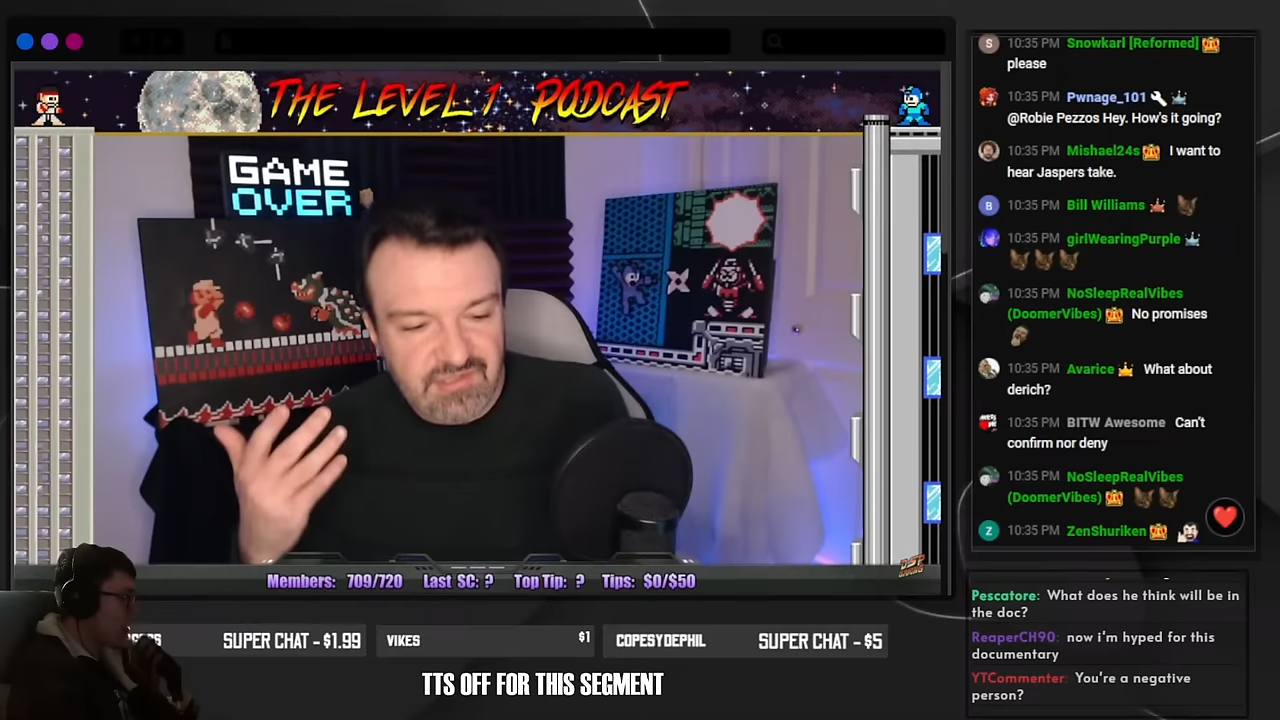 THE LEVEL 1 PODCAST
GAME
OVER
Members: 709/720 Last SC: ? Top Tip: ? Tips: $0/$50
DSP
GAMING
SUPER CHAT - $1.99
VIKES
$1
COPESYDEPHIL
SUPER CHAT - $5
TTS OFF FOR THIS SEGMENT
S
10:35 PM Snowkarl [Reformed]
please
10:35 PM Pwnage_101
@Robie Pezzos Hey. How's it going?
10:35 PM Mishael24s I want to
hear Jaspers take.
B
10:35 PM Bill Williams
10:35 PM girlWearingPurple
10:35 PM NoSleepRealVibes
(DoomerVibes) No promises
10:35 PM Avarice What about
derich?
10:35 PM BITW Awesome Can't
confirm nor deny
10:35 PM NoSleepRealVibes
(DoomerVibes)
Z
10:35 PM ZenShuriken
Pescatore: What does he think will be in
the doc?
ReaperCH90: now i'm hyped for this
documentary
YTCommenter: You're a negative
person?